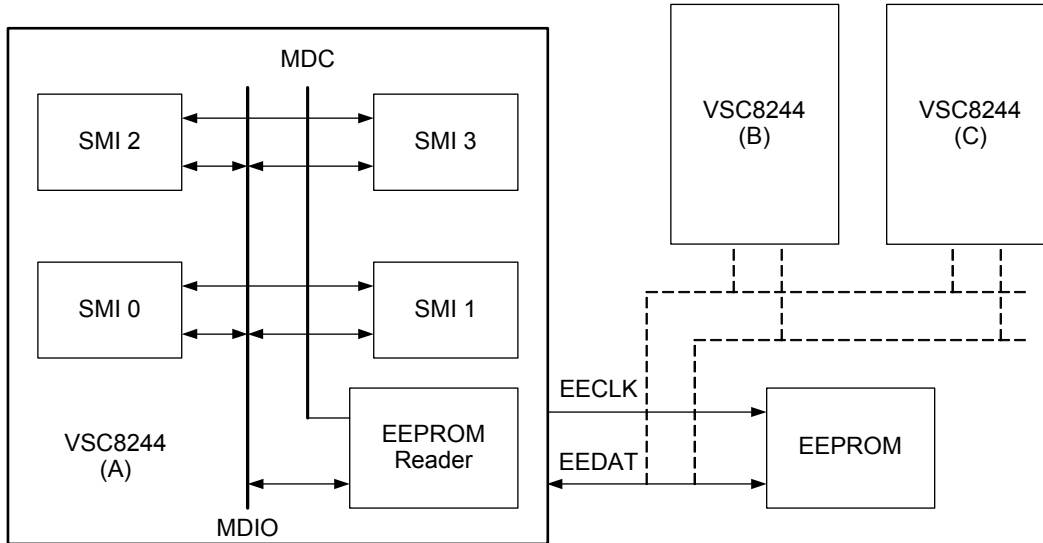 MDC
SMI 2
SMI 3
VSC8244
(B)
VSC8244
(C)
SMI 0
SMI 1
EECLK
EEPROM
Reader
EEPROM
VSC8244
(A)
EEDAT
MDIO